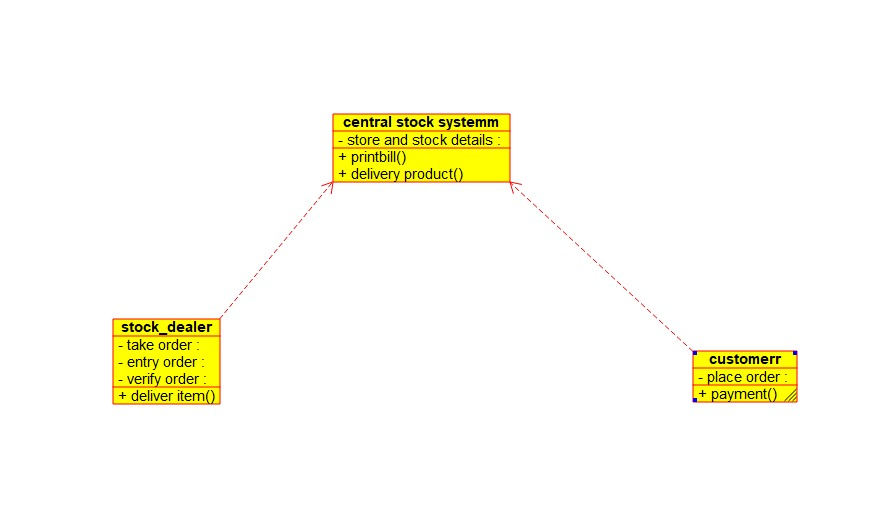 central stock systemm
- store and stock details :
+ printbill()
+ delivery product()
stock_dealer
- take order :
- entry order :
- verify order :
+ deliver item()
customerr
- place order :
+ payment()